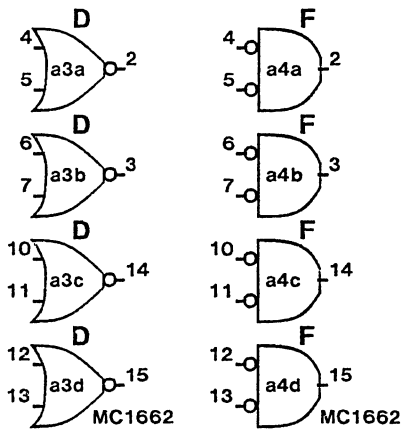 D F
4 2 4 2
a3a a4a
5 5
D F
6 3 6 3
a3b a4b
7 7
D F
10 14 10 14
a3c a4c
11 11
D F
12 15 12 15
a3d a4d
13 13
MC1662 MC1662